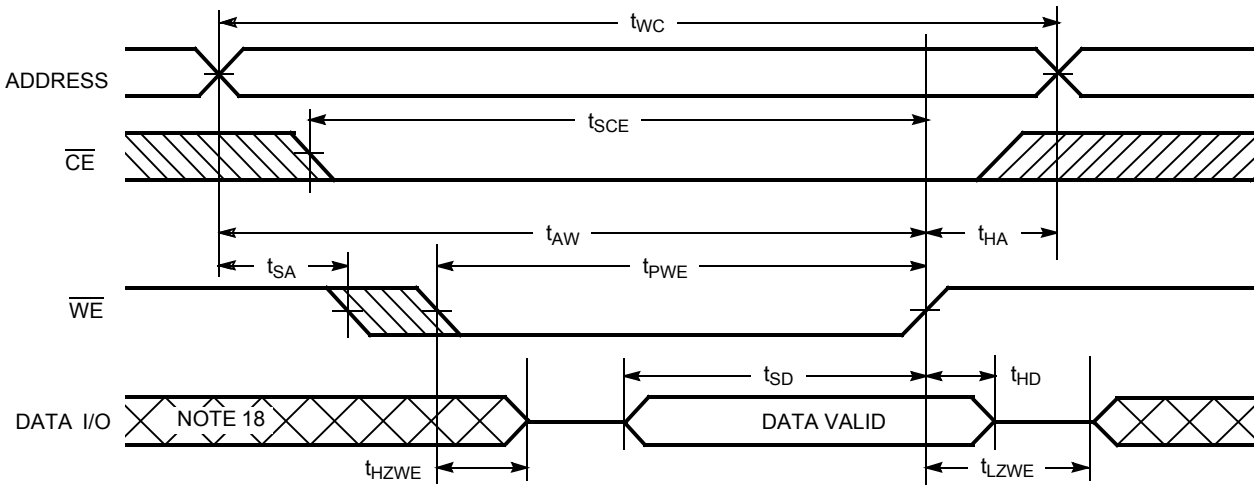 tWC
ADDRESS
tSCE
CE
tAW
tHA
tSA
tPWE
WE
tSD
tHD
DATA I/O
NOTE 18
DATA VALID
tHZWE
tLZWE